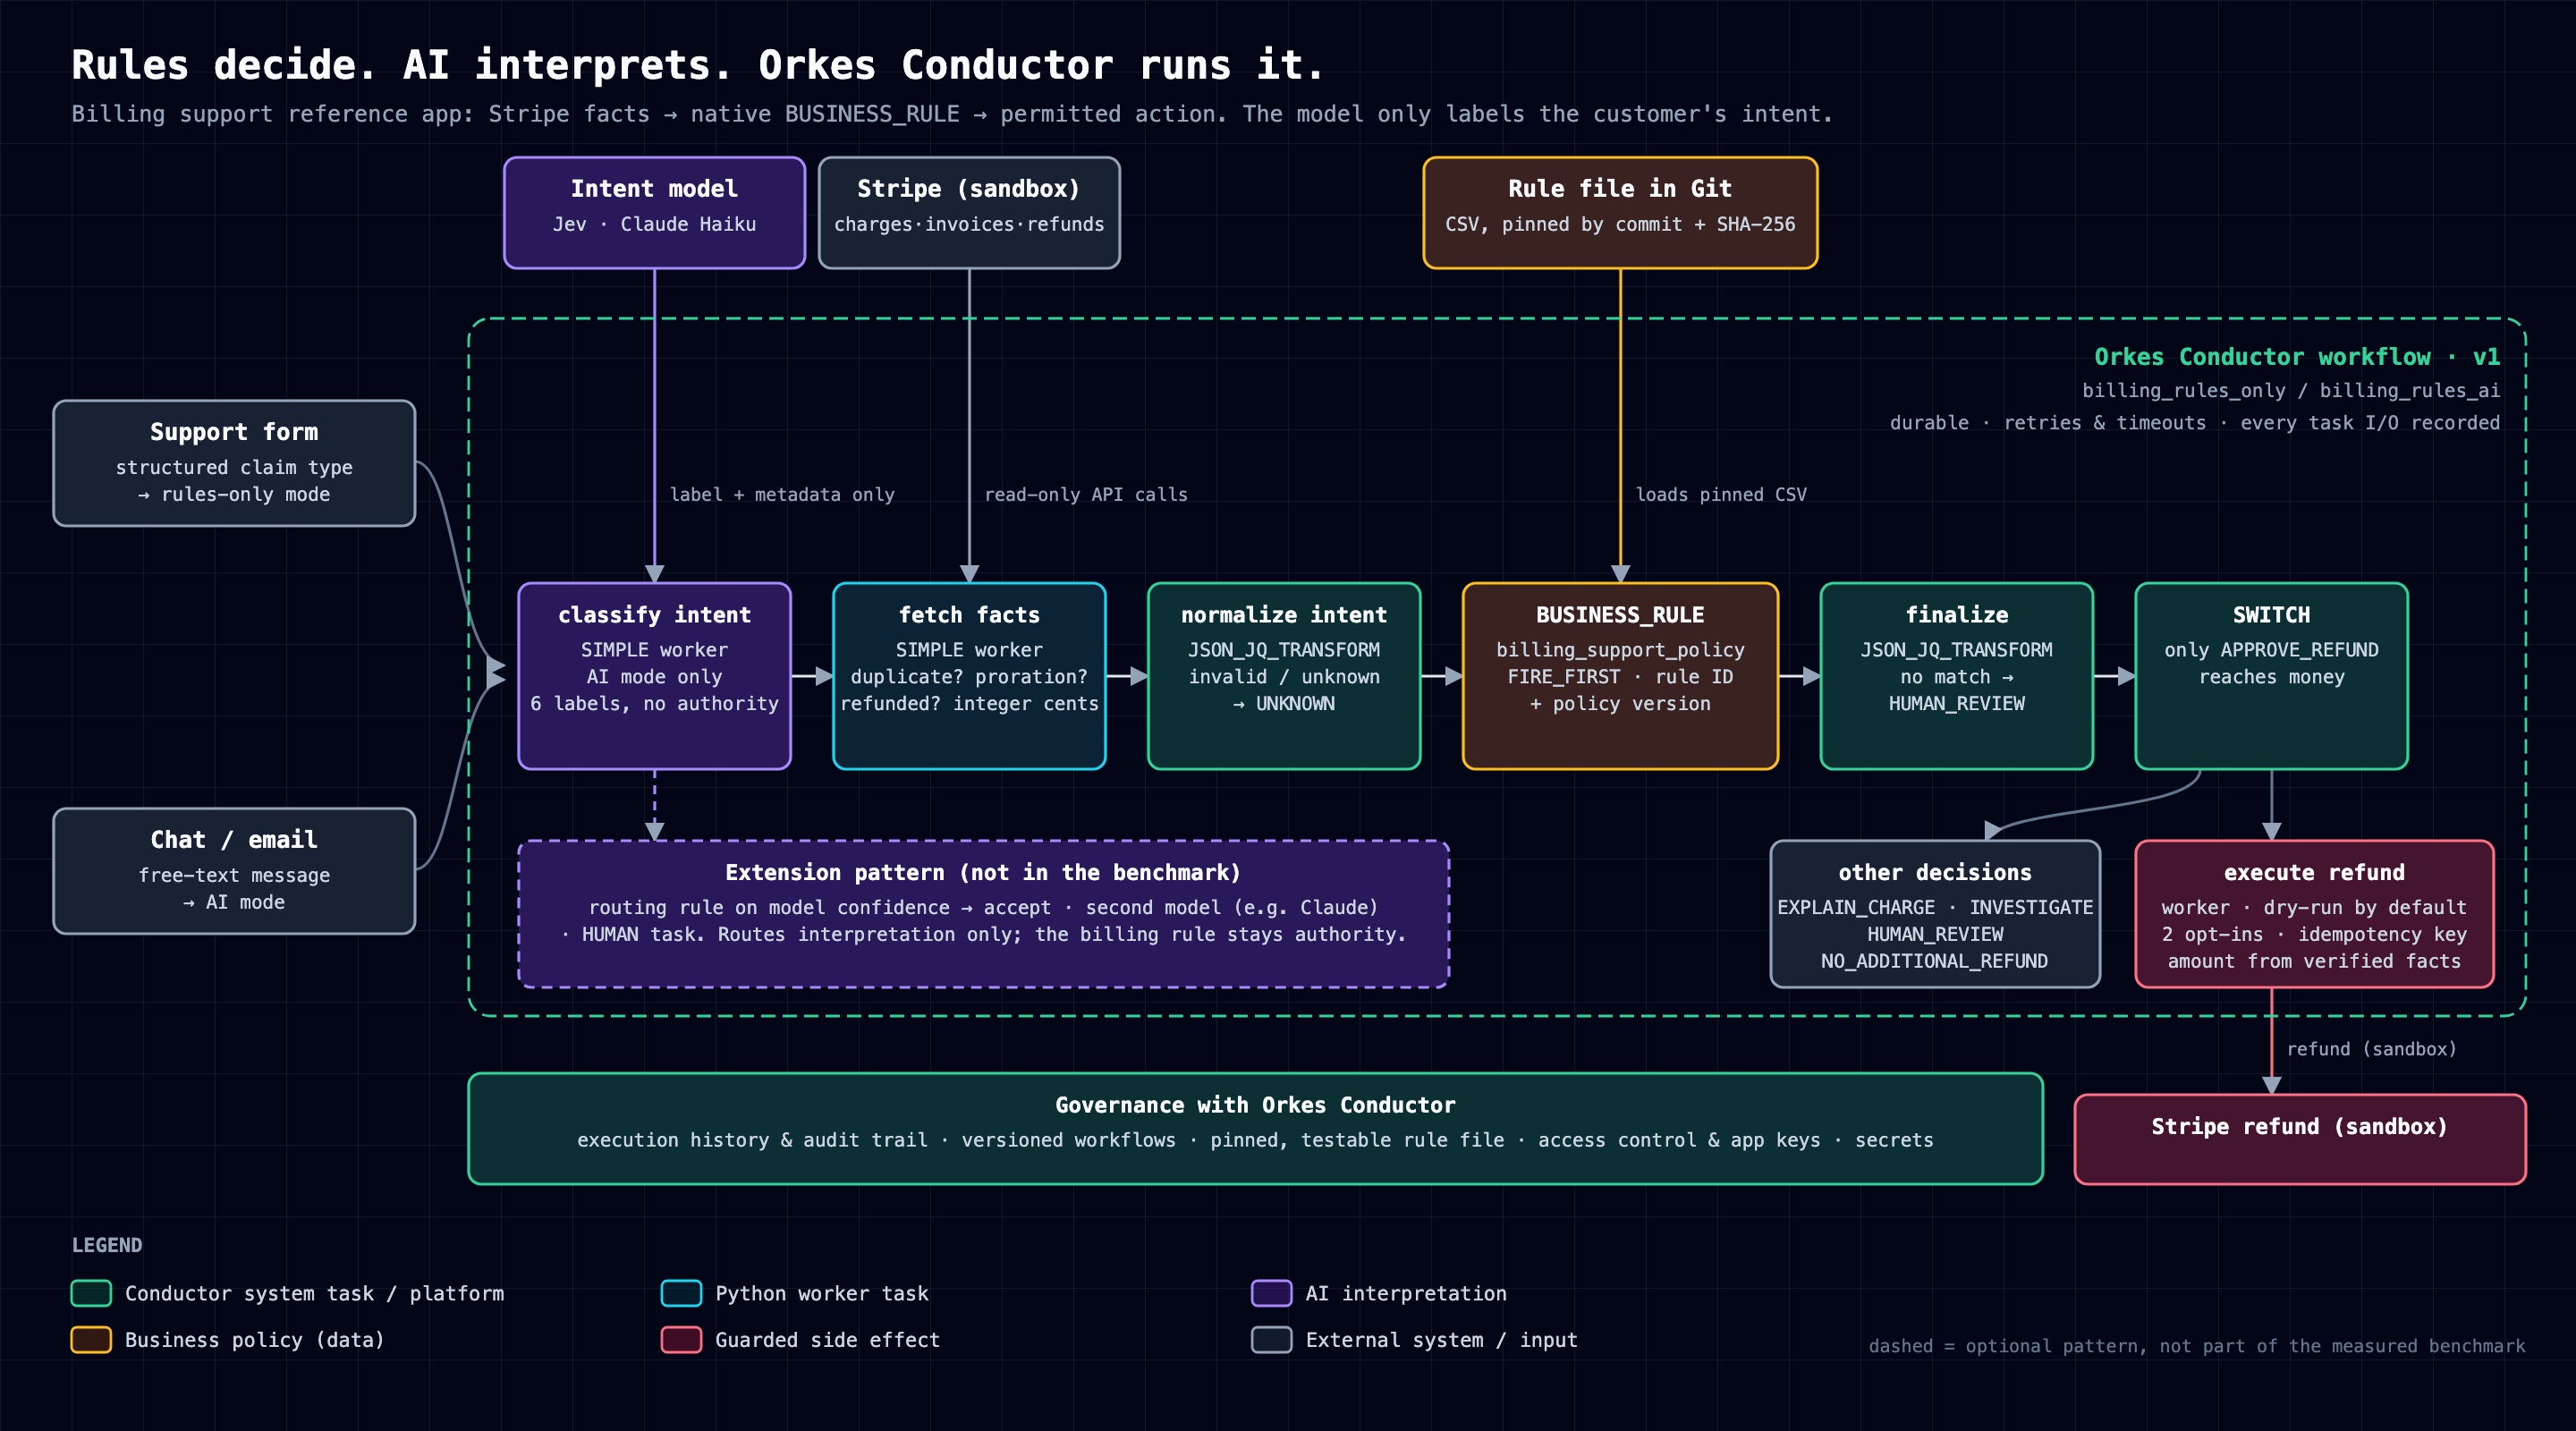 Rules decide. AI interprets. Orkes Conductor runs it.
Billing support reference app: Stripe facts → native BUSINESS_RULE → permitted action. The model only labels the customer's intent.
Intent model
Jev · Claude Haiku
Stripe (sandbox)
charges·invoices·refunds
Rule file in Git
CSV, pinned by commit + SHA-256
Orkes Conductor workflow · v1
billing_rules_only / billing_rules_ai
durable · retries & timeouts · every task I/O recorded
Support form
structured claim type
→ rules-only mode
label + metadata only
read-only API calls
loads pinned CSV
classify intent
SIMPLE worker
AI mode only
6 labels, no authority
fetch facts
SIMPLE worker
duplicate? proration?
refunded? integer cents
normalize intent
JSON_JQ_TRANSFORM
invalid / unknown
→ UNKNOWN
BUSINESS_RULE
billing_support_policy
FIRE_FIRST · rule ID
+ policy version
finalize
JSON_JQ_TRANSFORM
no match →
HUMAN_REVIEW
SWITCH
only APPROVE_REFUND
reaches money
Chat / email
free-text message
→ AI mode
Extension pattern (not in the benchmark)
routing rule on model confidence → accept · second model (e.g. Claude)
· HUMAN task. Routes interpretation only; the billing rule stays authority.
other decisions
EXPLAIN_CHARGE · INVESTIGATE
HUMAN_REVIEW
NO_ADDITIONAL_REFUND
execute refund
worker · dry-run by default
2 opt-ins · idempotency key
amount from verified facts
refund (sandbox)
Governance with Orkes Conductor
execution history & audit trail · versioned workflows · pinned, testable rule file · access control & app keys · secrets
Stripe refund (sandbox)
LEGEND
Conductor system task / platform
Python worker task
AI interpretation
Business policy (data)
Guarded side effect
External system / input
dashed = optional pattern, not part of the measured benchmark